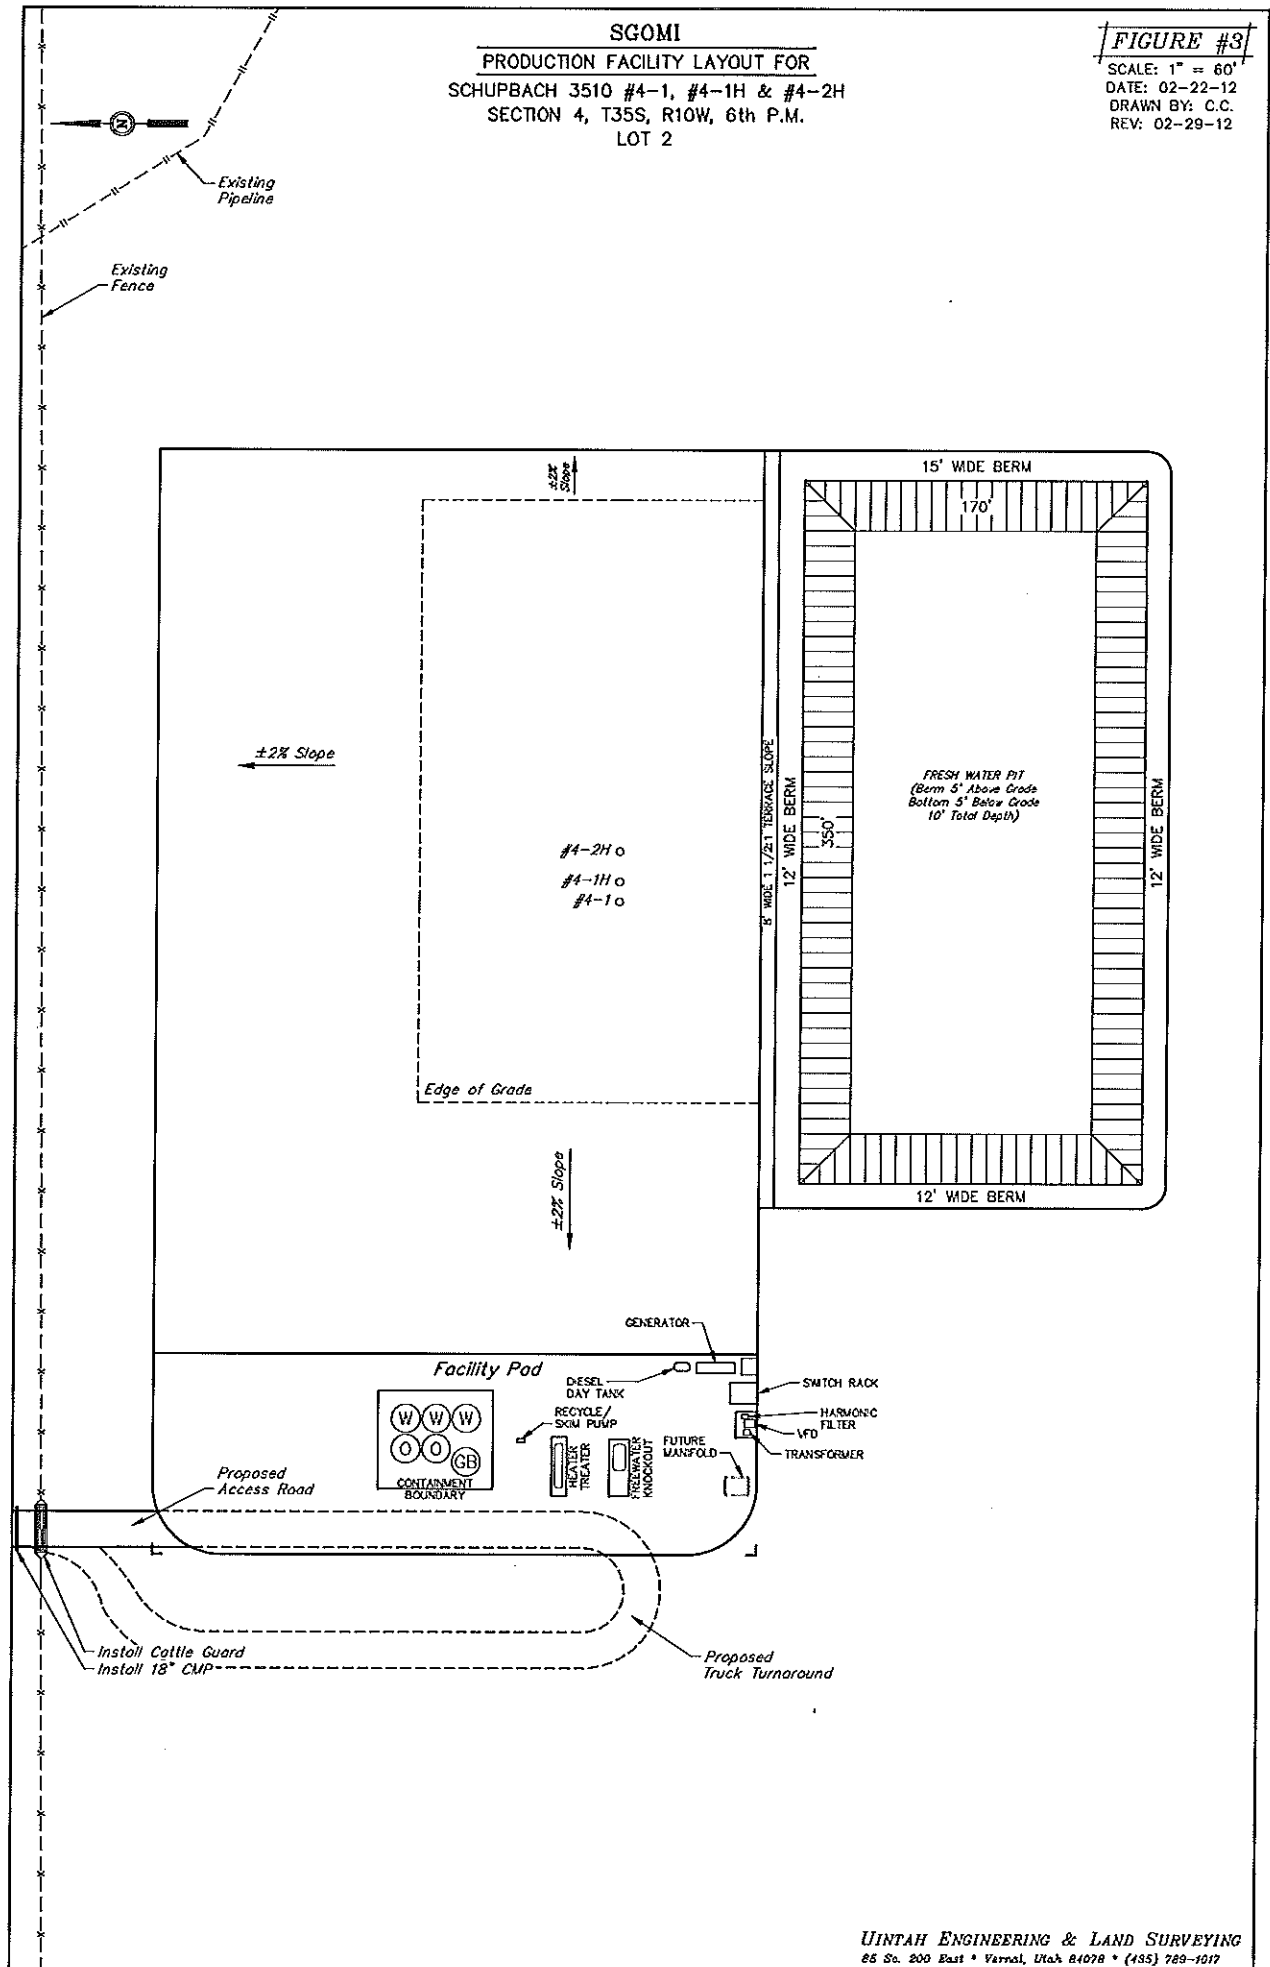 SGOMI
PRODUCTION FACILITY LAYOUT FOR
SCHUPBACH 3510 #4-1, #4-1H & #4-2H
SECTION 4, T35S, R10W, 6th P.M.
LOT 2
FIGURE #3
SCALE: 1" = 60'
DATE: 02-22-12
DRAWN BY: C.C.
REV: 02-29-12
N
Existing
Pipeline
Existing
Fence
±2% Slope
15' WIDE BERM
170'
±2% Slope
8' WIDE 1 1/2:1 TERRACE SLOPE
12' WIDE BERM
350'
FRESH WATER PIT
(Berm 5' Above Grade
Bottom 5' Below Grade
10' Total Depth)
12' WIDE BERM
#4-2H
#4-1H
#4-1
Edge of Grade
±2% Slope
12' WIDE BERM
GENERATOR
Facility Pad
DIESEL
DAY TANK
SWITCH RACK
RECYCLE/
SKIM PUMP
HARMONIC
FILTER
VFD
TRANSFORMER
W W W
O O GB
CONTAINMENT
BOUNDARY
HEATER
TREATER
FREEWATER
KNOCKOUT
FUTURE
MANIFOLD
Proposed
Access Road
Install Cattle Guard
Install 18" CMP
Proposed
Truck Turnaround
UINTAH ENGINEERING & LAND SURVEYING
85 So. 200 East * Vernal, Utah 84078 * (435) 789-1017